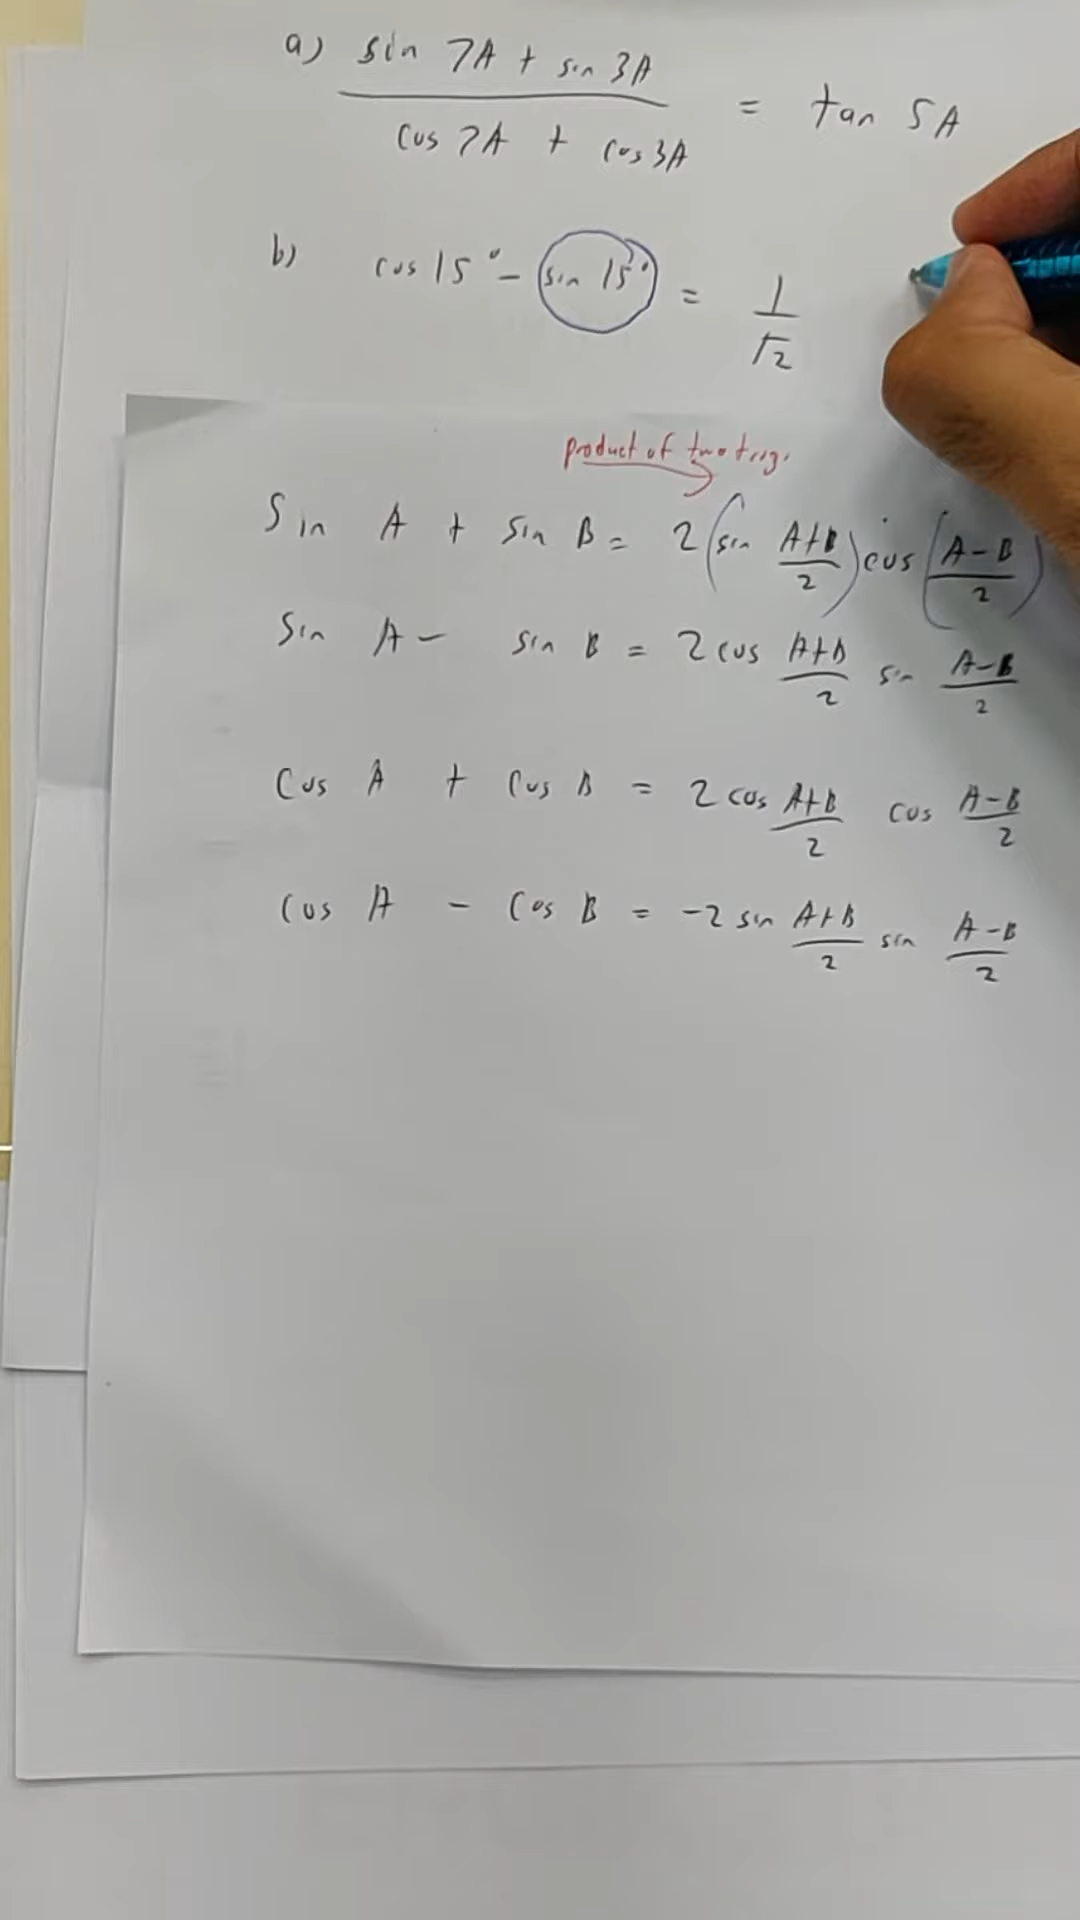 a) sin 7A + sin 3A / cos 7A + cos 3A = tan 5A
b) cos 15° - sin 15° = 1/√2
product of two trig.
Sin A + sin B = 2 (sin A+B/2) cos (A-B/2)
Sin A - sin B = 2 cos A+B/2 sin A-B/2
Cos A + Cos B = 2 cos A+B/2 cos A-B/2
Cos A - Cos B = -2 sin A+B/2 sin A-B/2